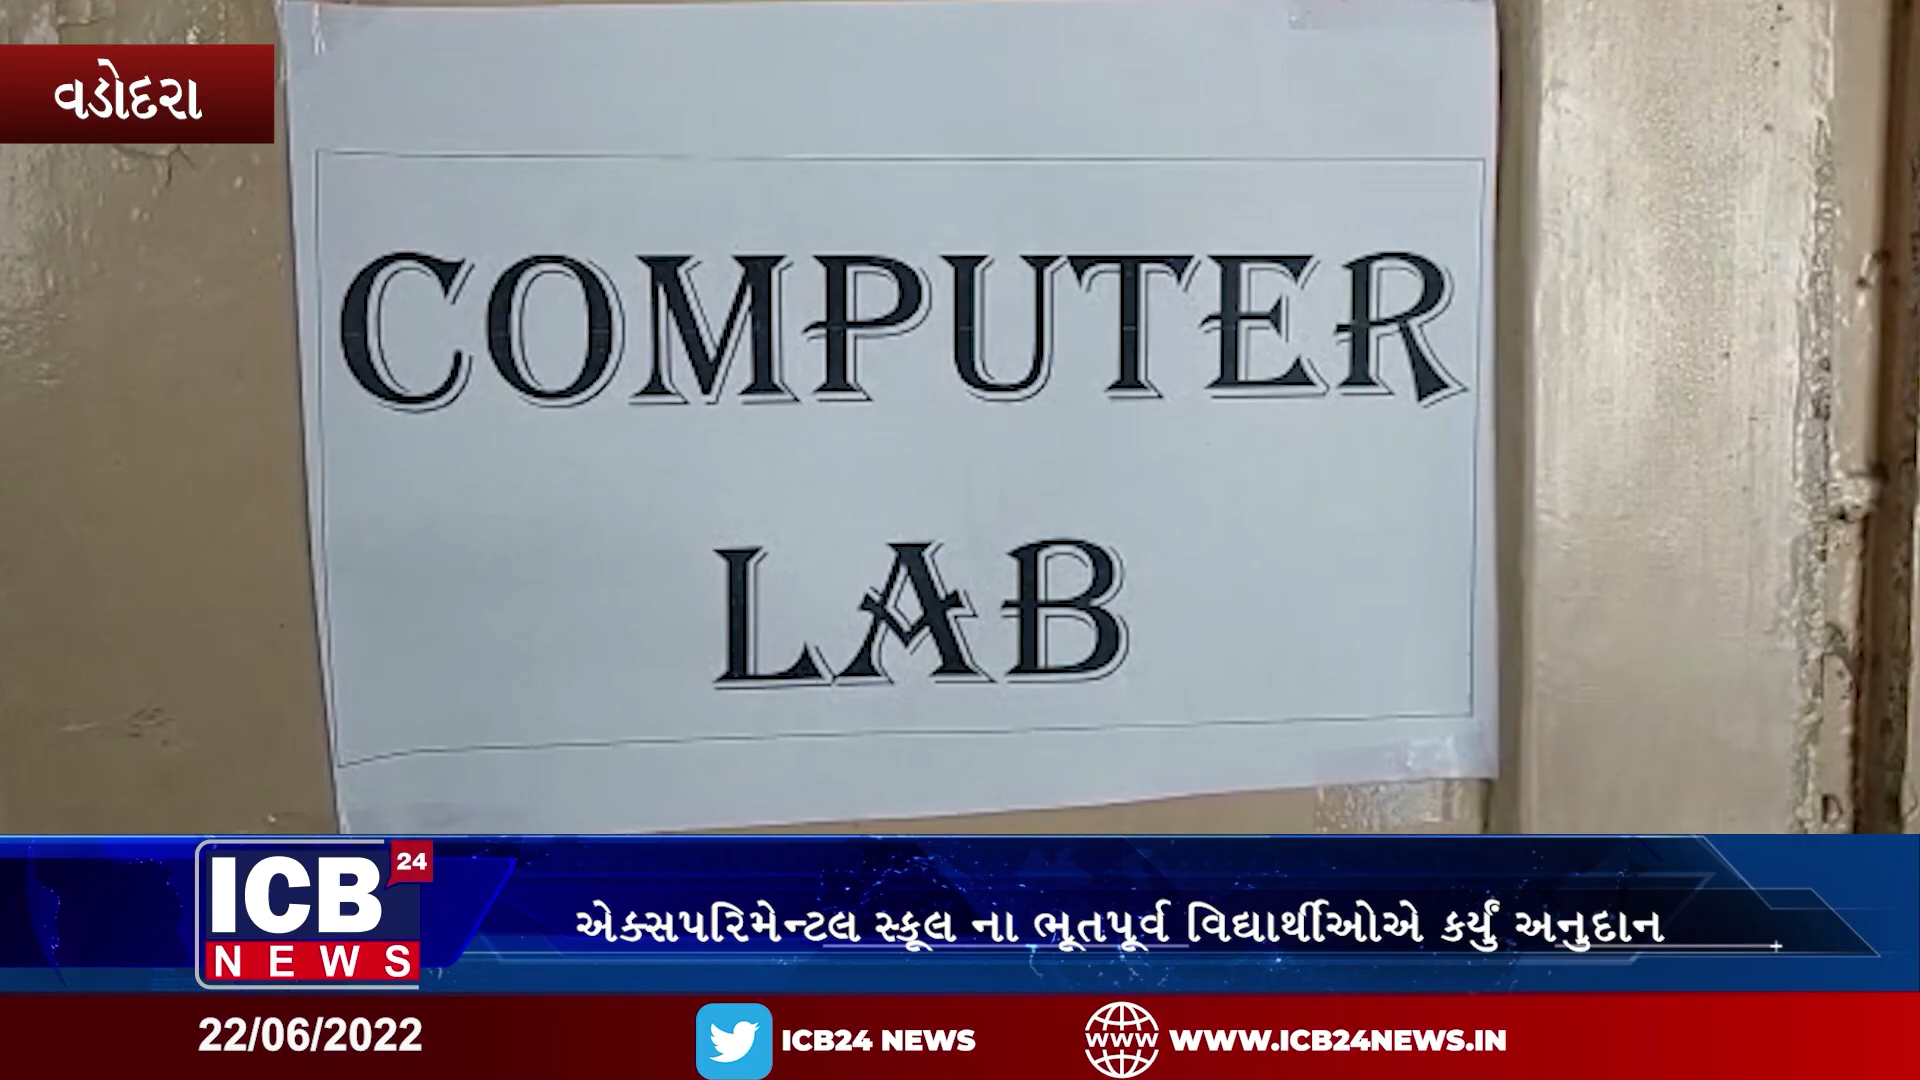 વડોદરા
COMPUTER
LAB
ICB 24
NEWS
એક્સપરિમેન્ટલ સ્કૂલ ના ભૂતપૂર્વ વિદ્યાર્થીઓએ કર્યું અનુદાન
22/06/2022
ICB24 NEWS
WWW
WWW.ICB24NEWS.IN